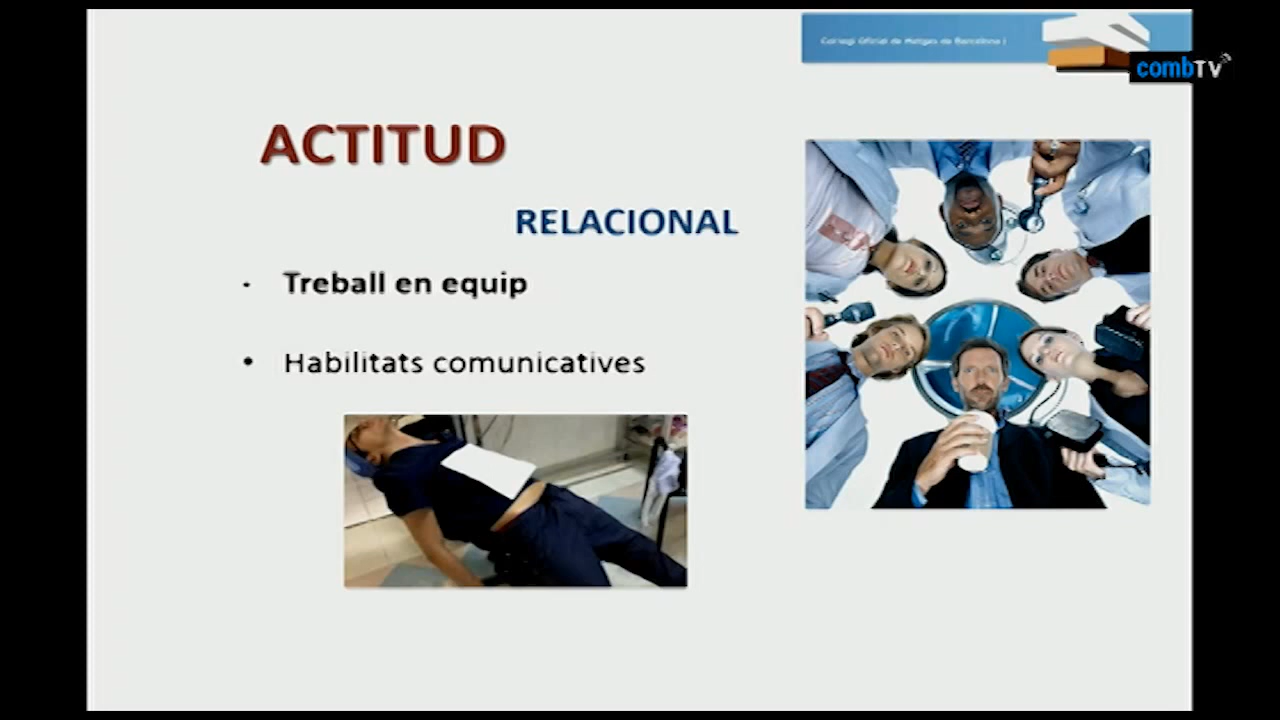 Col·legi Oficial de Metges de Barcelona |
combTV
ACTITUD
RELACIONAL
· Treball en equip
• Habilitats comunicatives